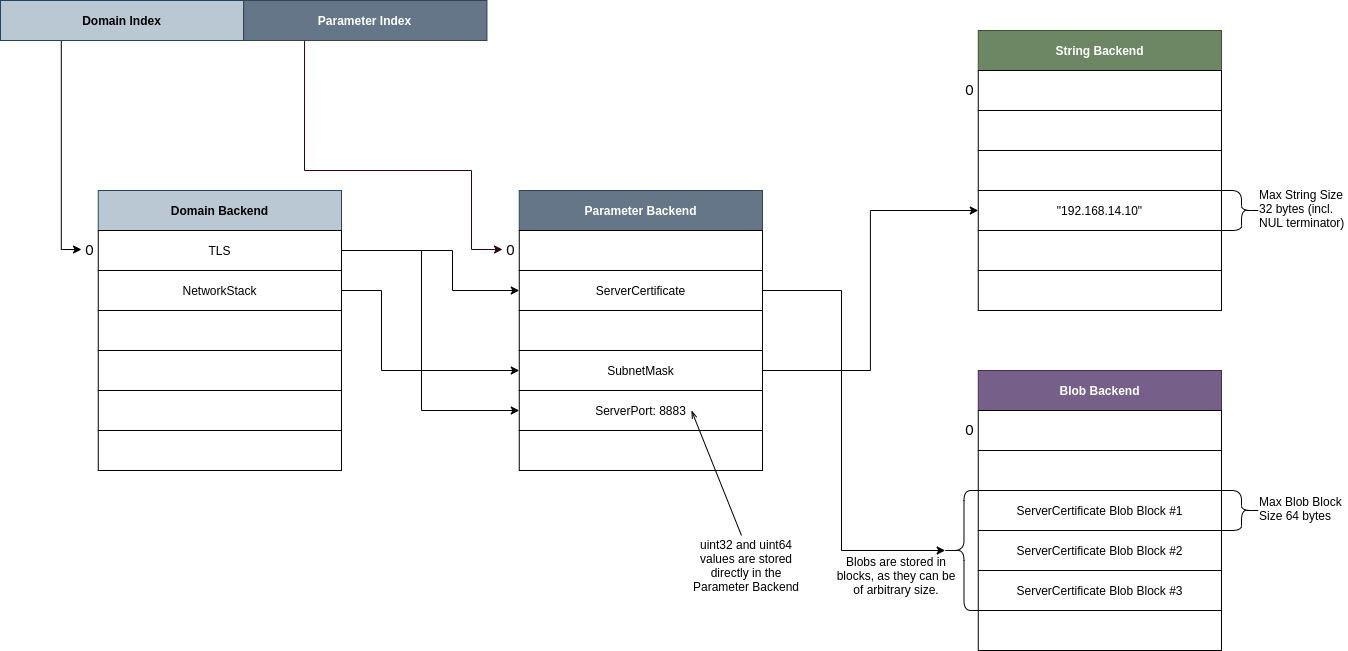 Domain Index
Parameter Index
String Backend
0
"192.168.14.10"
Max String Size
32 bytes (incl.
NUL terminator)
Domain Backend
0
TLS
NetworkStack
Parameter Backend
0
ServerCertificate
SubnetMask
ServerPort: 8883
uint32 and uint64
values are stored
directly in the
Parameter Backend
Blob Backend
0
ServerCertificate Blob Block #1
ServerCertificate Blob Block #2
ServerCertificate Blob Block #3
Max Blob Block
Size 64 bytes
Blobs are stored in
blocks, as they can be
of arbitrary size.